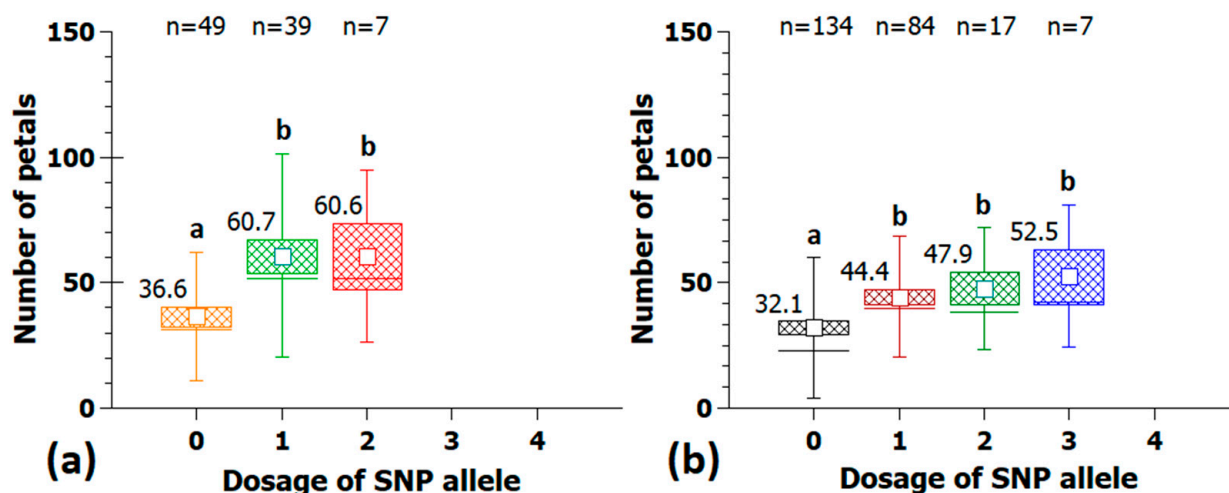 n=49 n=39 n=7
150
100
50
0
Number of petals
a
b
b
36.6
60.7
60.6
0 1 2 3 4
(a)
Dosage of SNP allele
n=134 n=84 n=17 n=7
150
100
50
0
Number of petals
a
b
b
b
32.1
44.4
47.9
52.5
0 1 2 3 4
(b)
Dosage of SNP allele